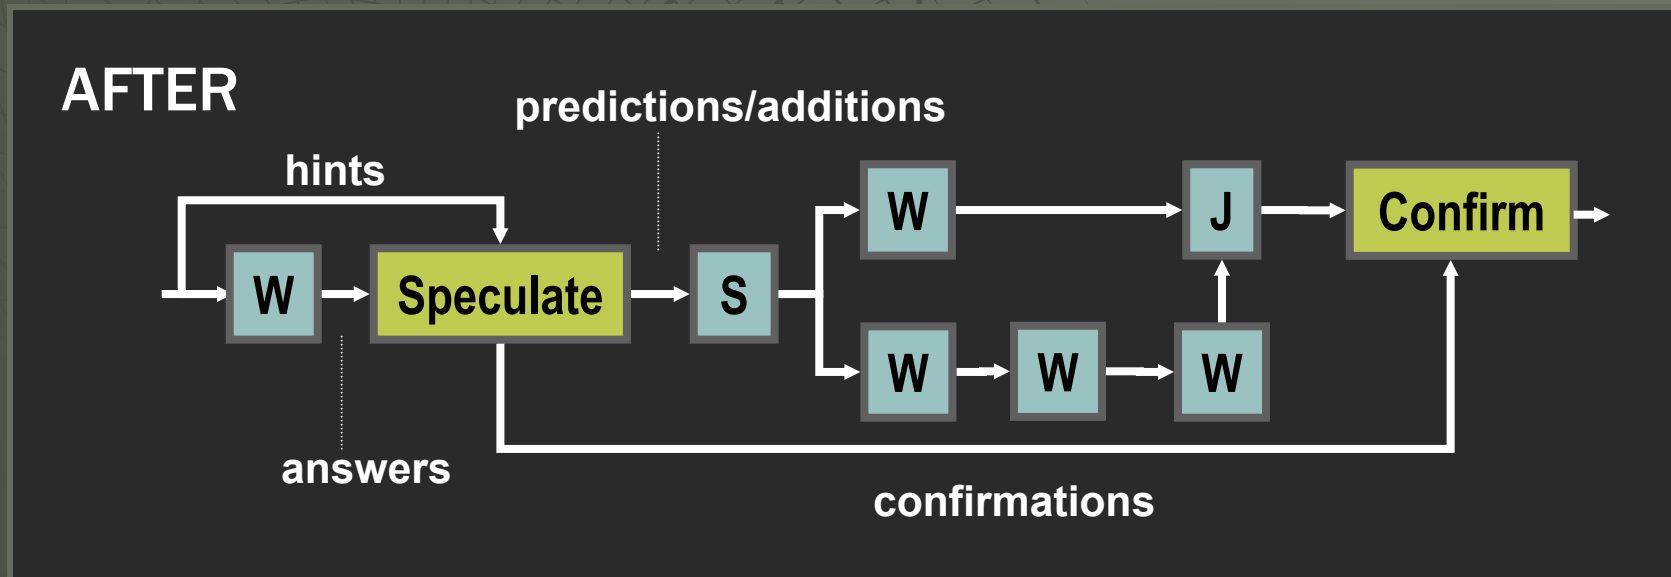 AFTER
predictions/additions
hints
W
J
Confirm
W
Speculate
S
W
W
W
answers
confirmations